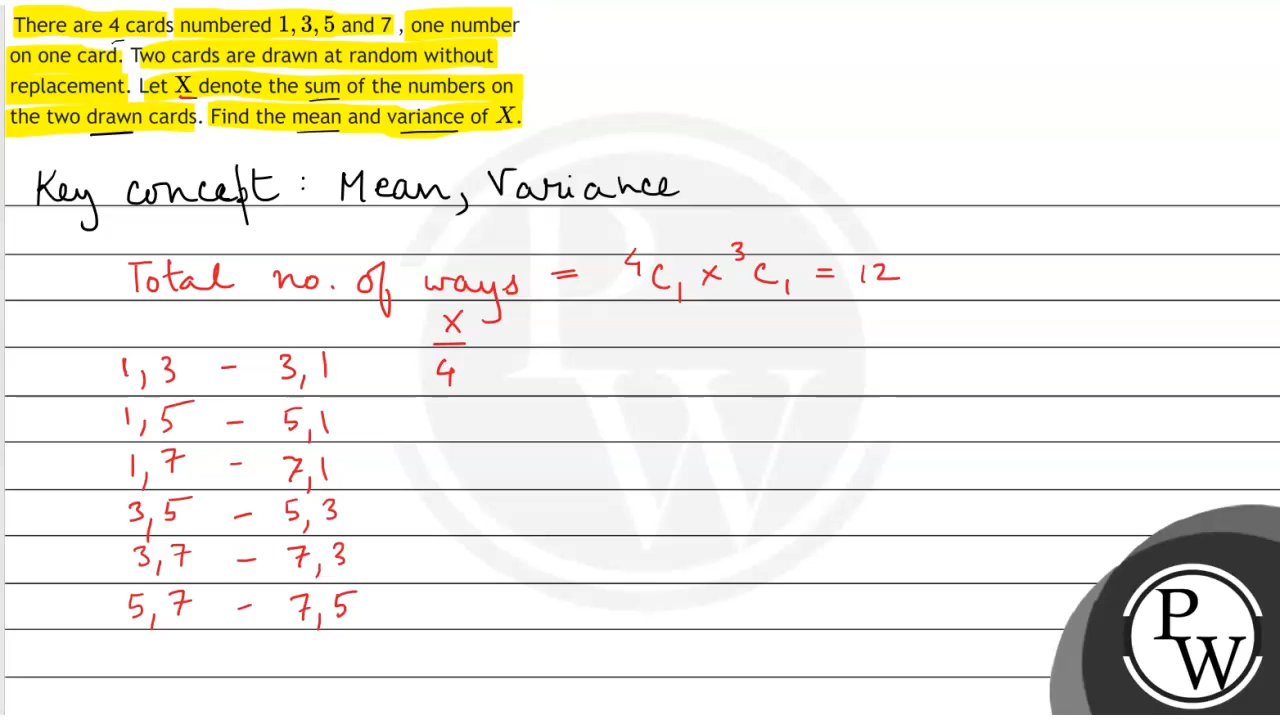 There are 4 cards numbered 1, 3, 5 and 7 , one number
on one card. Two cards are drawn at random without
replacement. Let X denote the sum of the numbers on
the two drawn cards. Find the mean and variance of X.
Key concept : Mean, Variance
Total no. of ways = ⁴C₁ × ³C₁ = 12
X
1, 3 - 3, 1 4
1, 5 - 5, 1
1, 7 - 7, 1
3, 5 - 5, 3
3, 7 - 7, 3
5, 7 - 7, 5
PW